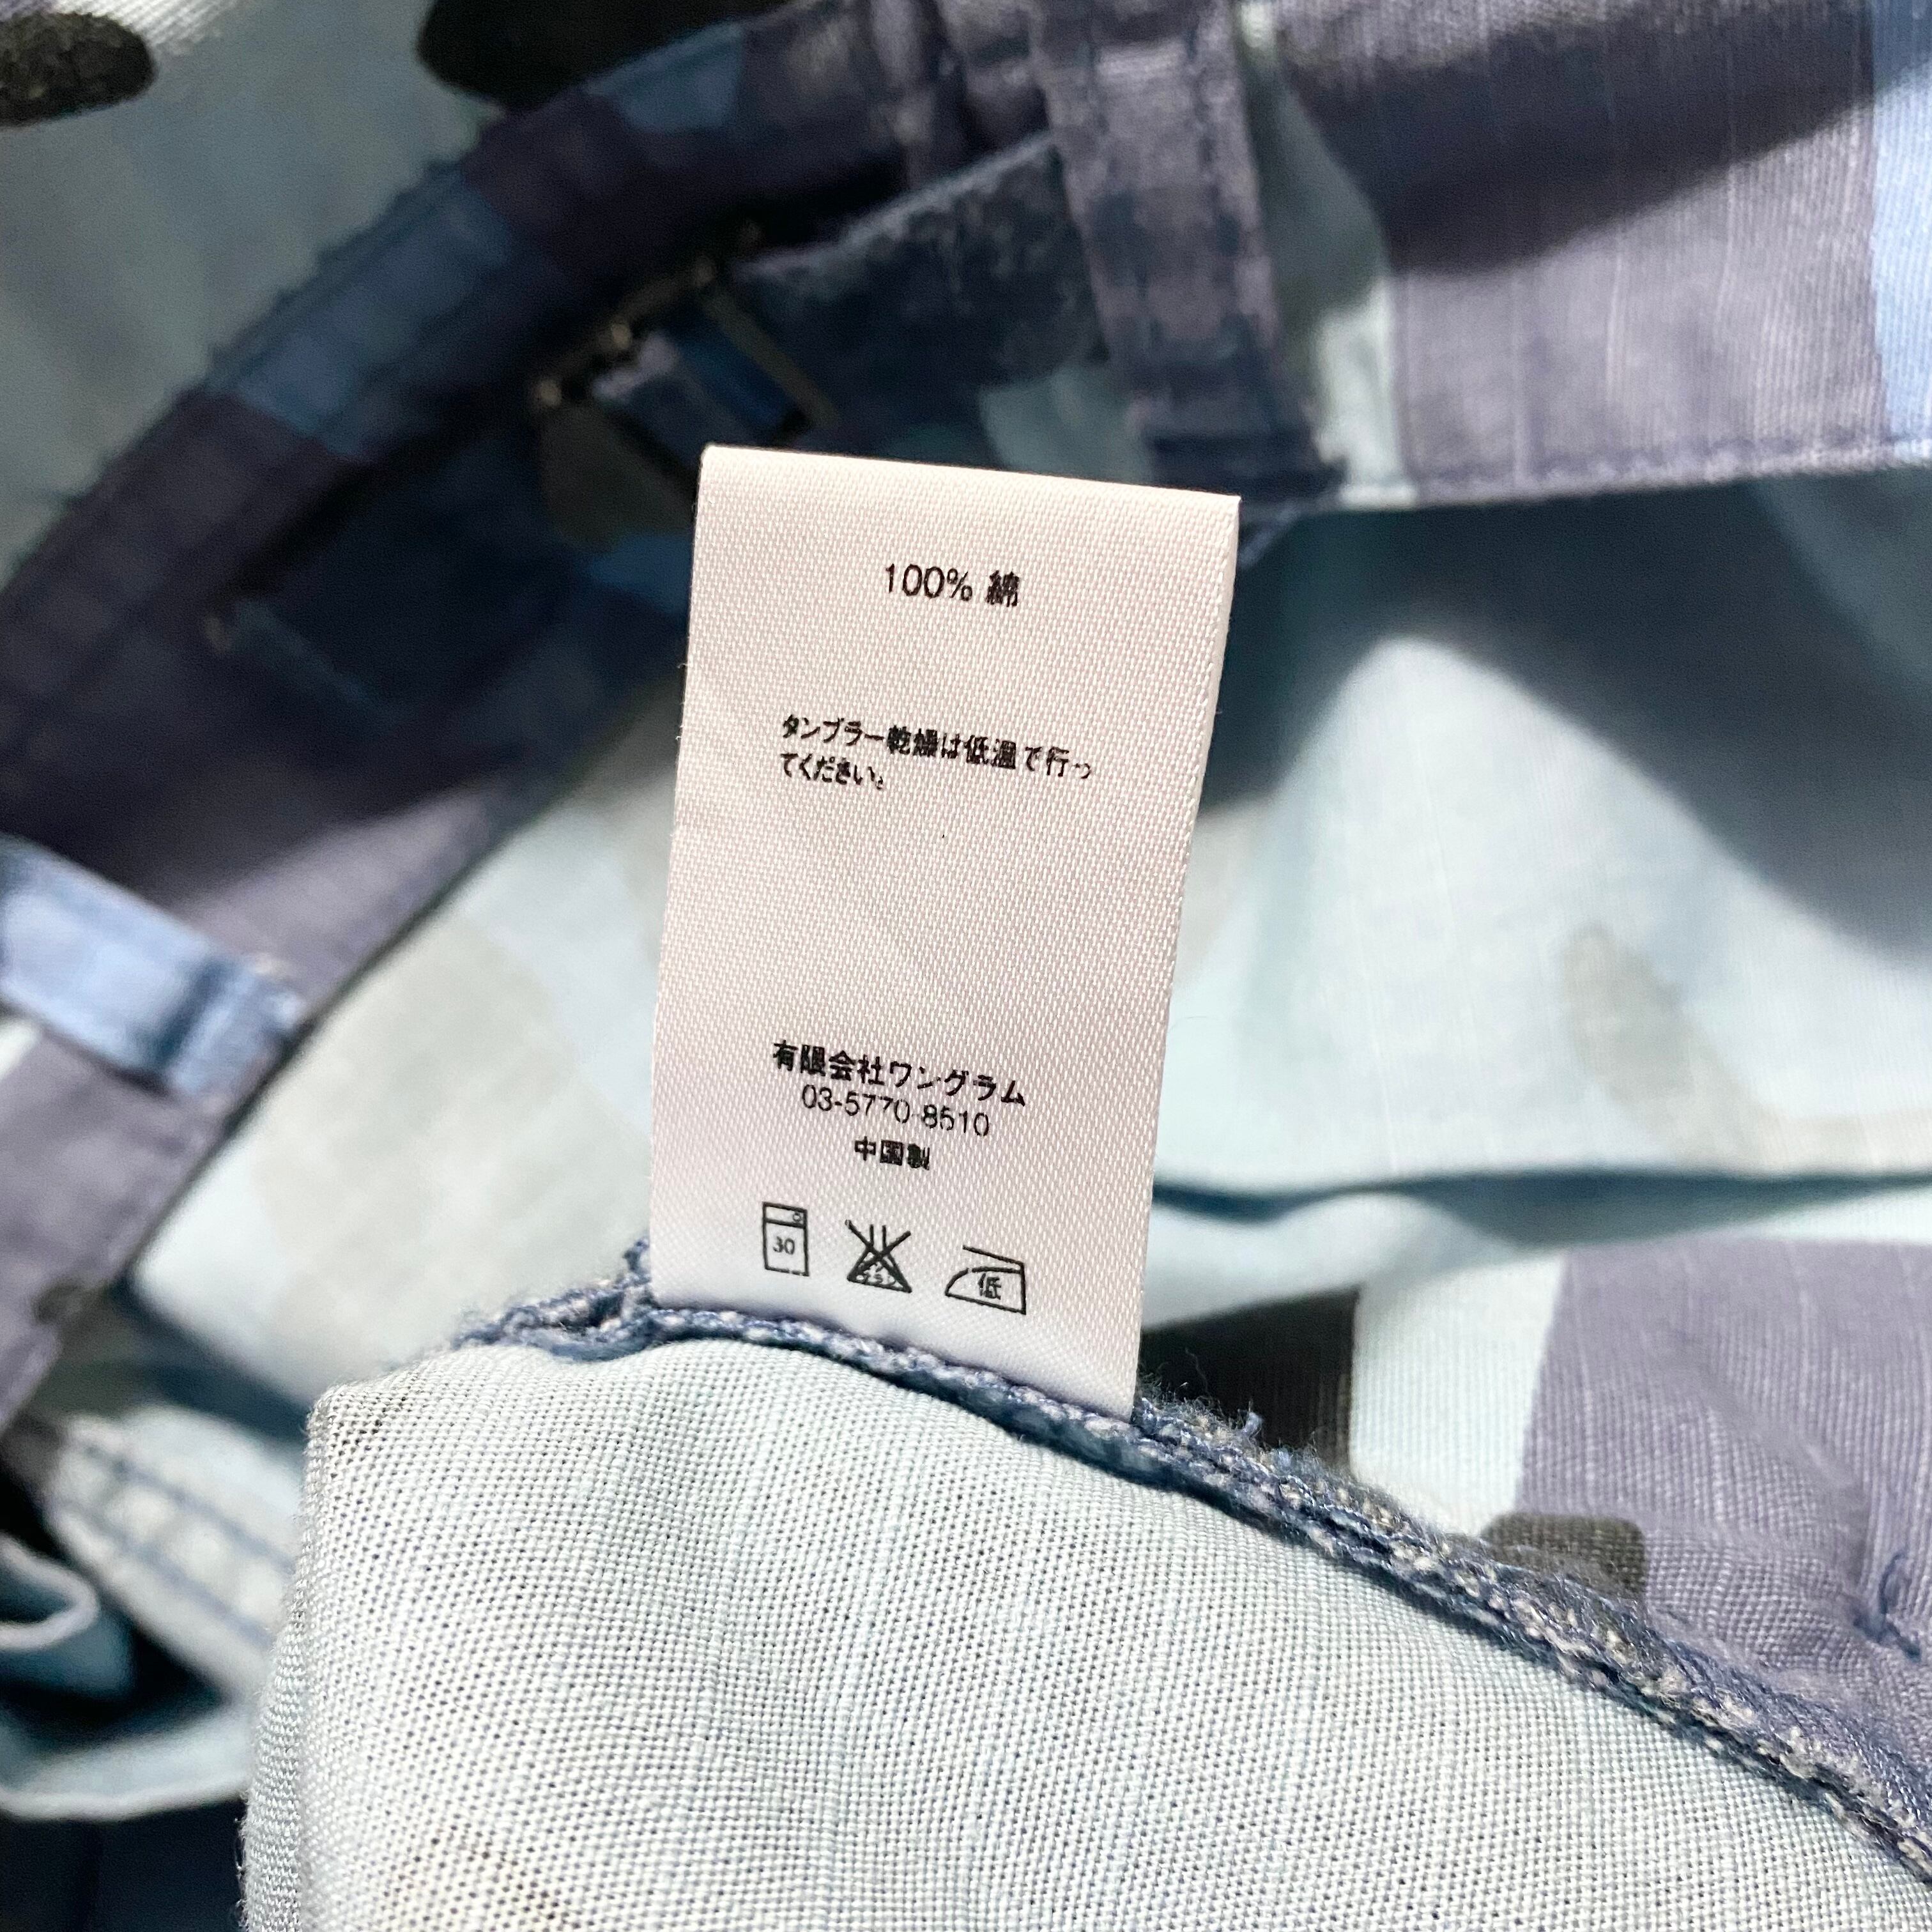 100% 綿
タンブラー乾燥は低温で行っ
てください。
有限会社ワングラム
03-5770-8510
中国製
30
低